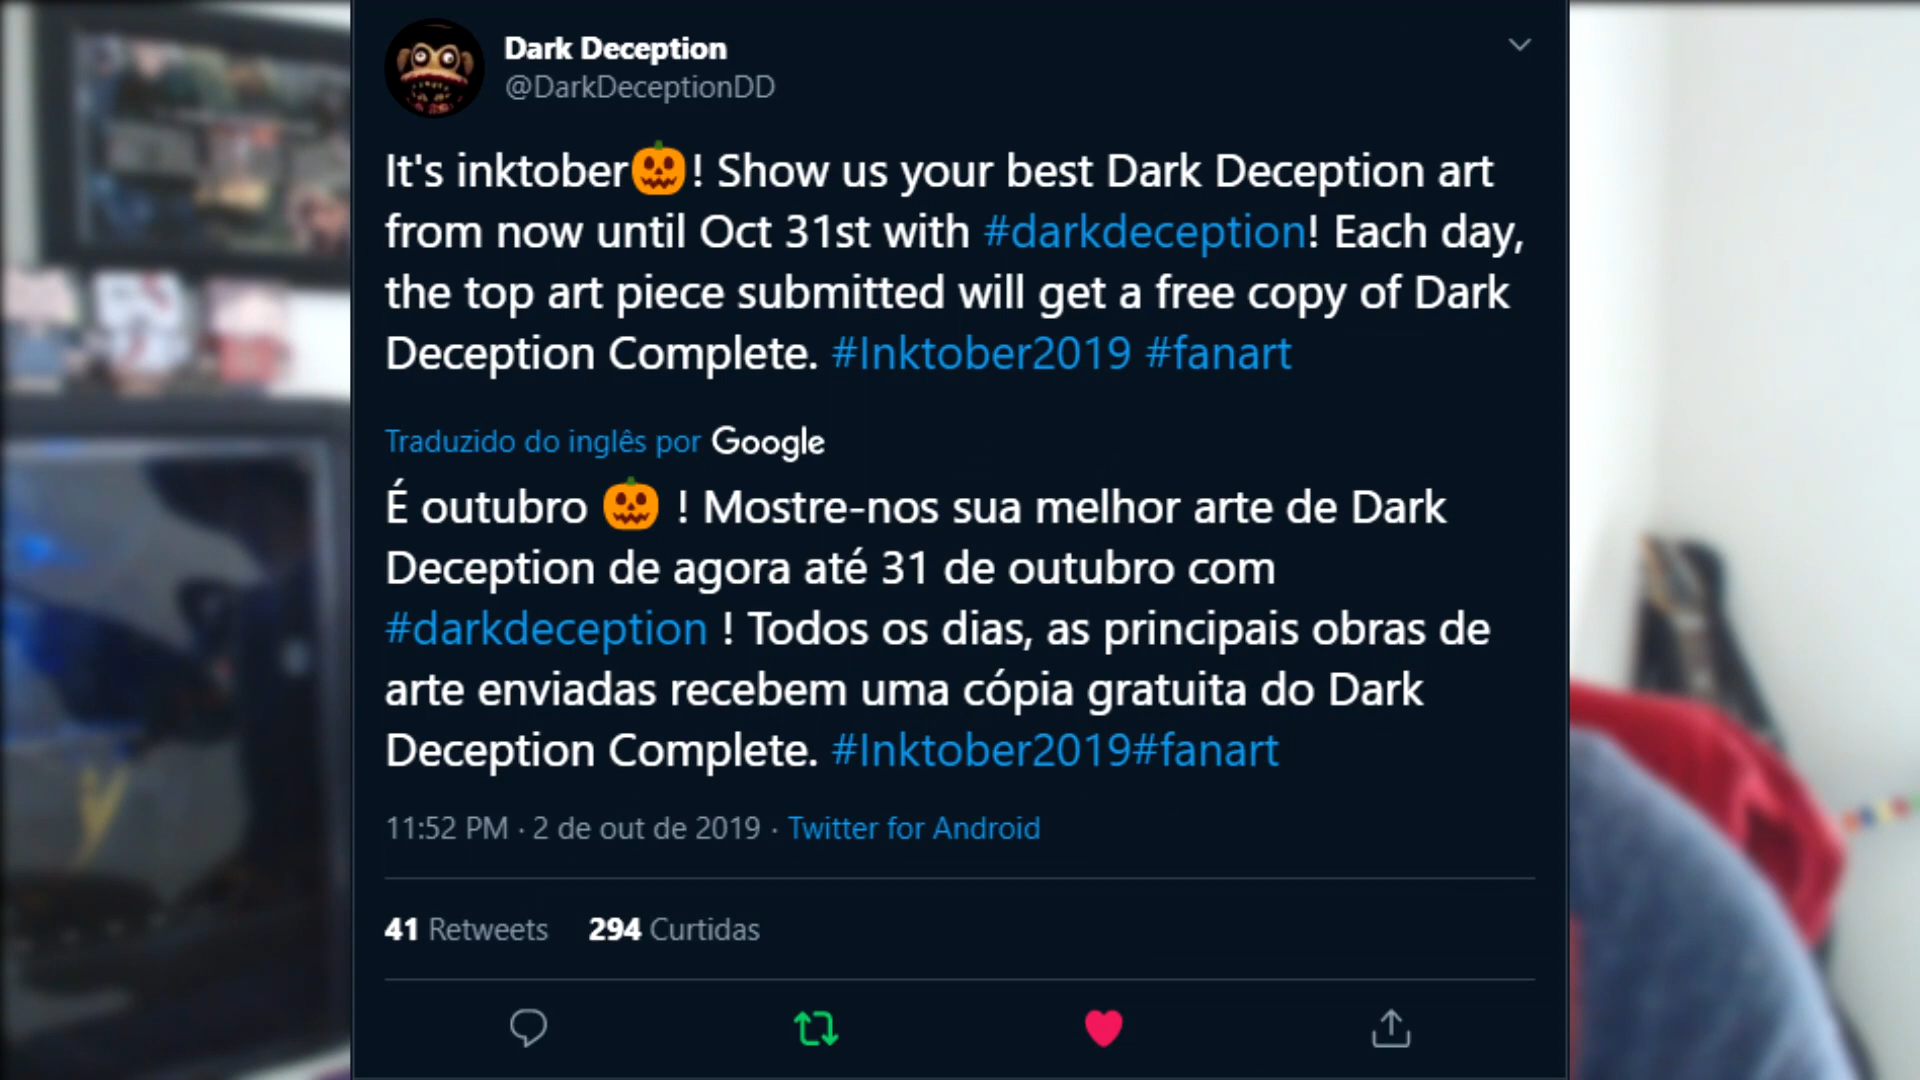 Dark Deception
@DarkDeceptionDD
It's inktober🎃! Show us your best Dark Deception art
from now until Oct 31st with #darkdeception! Each day,
the top art piece submitted will get a free copy of Dark
Deception Complete. #Inktober2019 #fanart
Traduzido do inglês por Google
É outubro 🎃 ! Mostre-nos sua melhor arte de Dark
Deception de agora até 31 de outubro com
#darkdeception ! Todos os dias, as principais obras de
arte enviadas recebem uma cópia gratuita do Dark
Deception Complete. #Inktober2019#fanart
11:52 PM · 2 de out de 2019 · Twitter for Android
41 Retweets 294 Curtidas